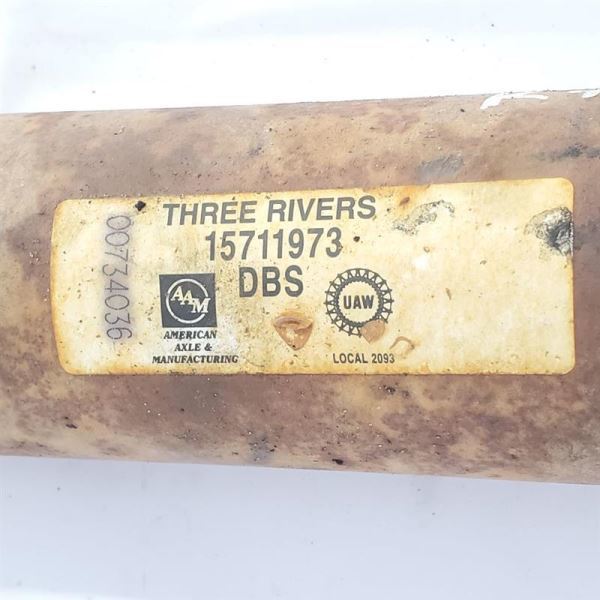 THREE RIVERS
15711973
DBS
00734036
AAM
AMERICAN
AXLE &
MANUFACTURING
UAW
LOCAL 2093